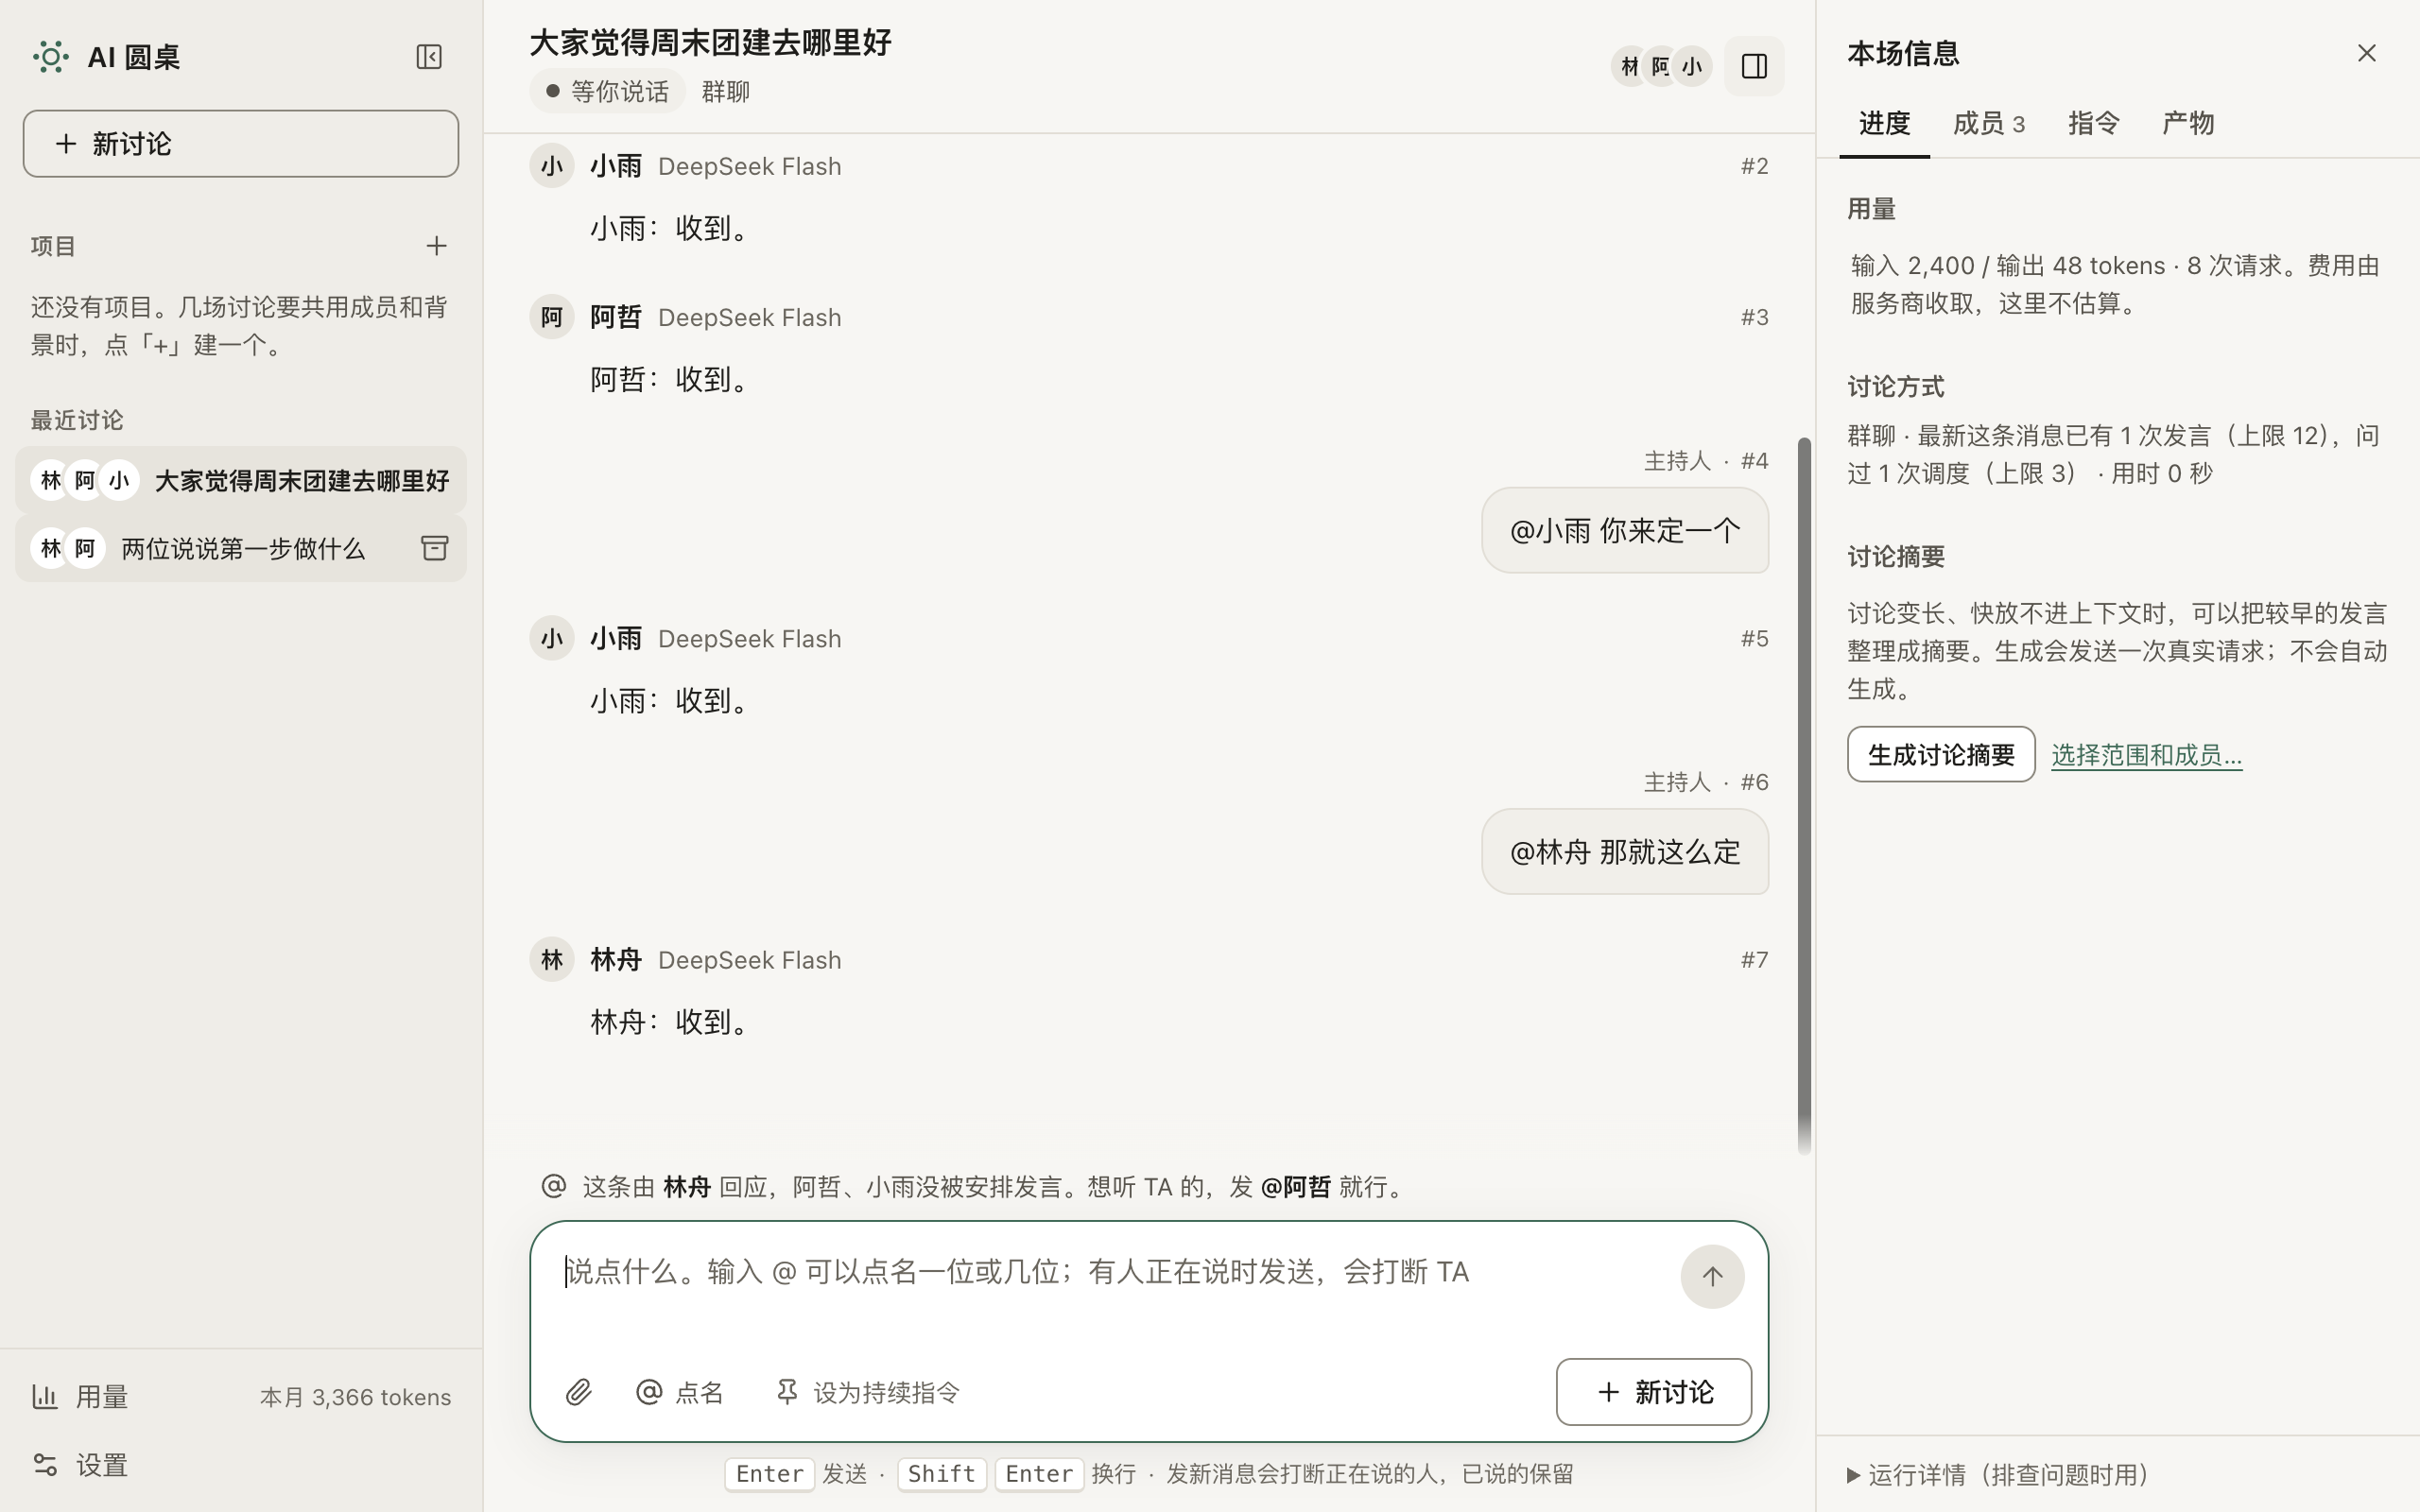 AI 圆桌
+ 新讨论
项目
还没有项目。几场讨论要共用成员和背
景时，点「+」建一个。
最近讨论
林 阿 小 大家觉得周末团建去哪里好
林 阿 两位说说第一步做什么
用量 本月 3,366 tokens
设置
大家觉得周末团建去哪里好
等你说话 群聊
林 阿 小
小 小雨 DeepSeek Flash #2
小雨：收到。
阿 阿哲 DeepSeek Flash #3
阿哲：收到。
主持人 · #4
@小雨 你来定一个
小 小雨 DeepSeek Flash #5
小雨：收到。
主持人 · #6
@林舟 那就这么定
林 林舟 DeepSeek Flash #7
林舟：收到。
@ 这条由 林舟 回应，阿哲、小雨没被安排发言。想听 TA 的，发 @阿哲 就行。
说点什么。输入 @ 可以点名一位或几位；有人正在说时发送，会打断 TA
@ 点名 设为持续指令 + 新讨论
Enter 发送 · Shift Enter 换行 · 发新消息会打断正在说的人，已说的保留
本场信息
进度 成员 3 指令 产物
用量
输入 2,400 / 输出 48 tokens · 8 次请求。费用由
服务商收取，这里不估算。
讨论方式
群聊 · 最新这条消息已有 1 次发言（上限 12），问
过 1 次调度（上限 3） · 用时 0 秒
讨论摘要
讨论变长、快放不进上下文时，可以把较早的发言
整理成摘要。生成会发送一次真实请求；不会自动
生成。
生成讨论摘要 选择范围和成员…
运行详情（排查问题时用）